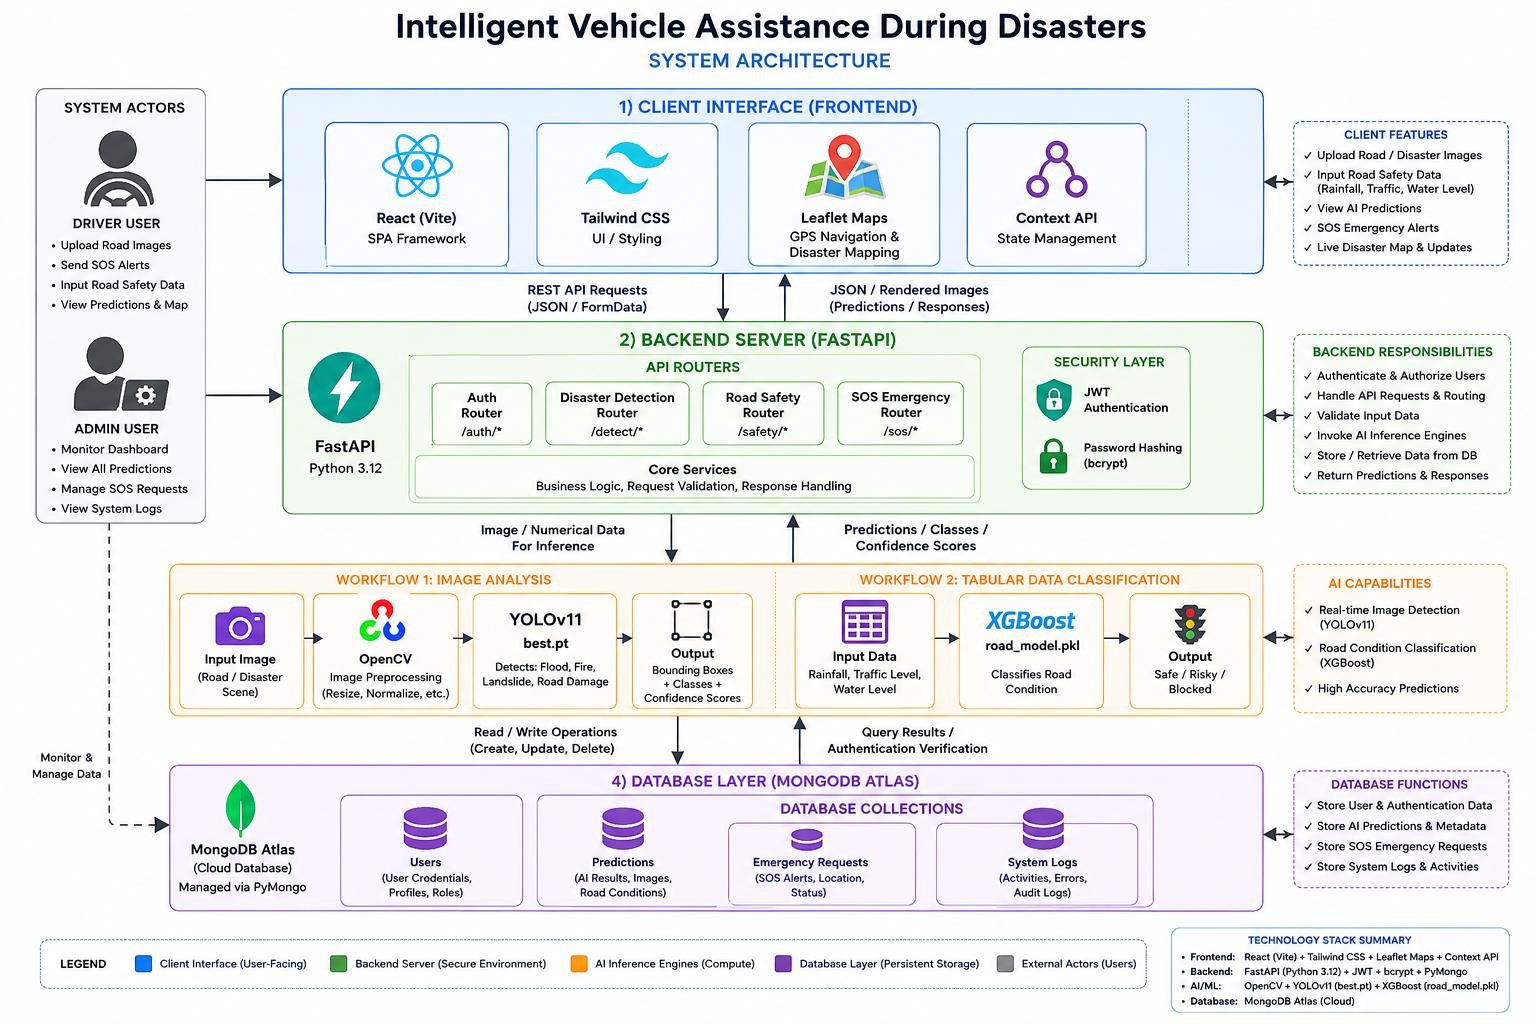 Intelligent Vehicle Assistance During Disasters
SYSTEM ARCHITECTURE
SYSTEM ACTORS
DRIVER USER
• Upload Road Images
• Send SOS Alerts
• Input Road Safety Data
• View Predictions & Map
ADMIN USER
• Monitor Dashboard
• View All Predictions
• Manage SOS Requests
• View System Logs
Monitor &
Manage Data
1) CLIENT INTERFACE (FRONTEND)
React (Vite)
SPA Framework
Tailwind CSS
UI / Styling
Leaflet Maps
GPS Navigation &
Disaster Mapping
Context API
State Management
CLIENT FEATURES
✓ Upload Road / Disaster Images
✓ Input Road Safety Data
(Rainfall, Traffic, Water Level)
✓ View AI Predictions
✓ SOS Emergency Alerts
✓ Live Disaster Map & Updates
REST API Requests
(JSON / FormData)
JSON / Rendered Images
(Predictions / Responses)
2) BACKEND SERVER (FASTAPI)
FastAPI
Python 3.12
API ROUTERS
Auth
Router
/auth/*
Disaster Detection
Router
/detect/*
Road Safety
Router
/safety/*
SOS Emergency
Router
/sos/*
Core Services
Business Logic, Request Validation, Response Handling
SECURITY LAYER
JWT
Authentication
Password Hashing
(bcrypt)
BACKEND RESPONSIBILITIES
✓ Authenticate & Authorize Users
✓ Handle API Requests & Routing
✓ Validate Input Data
✓ Invoke AI Inference Engines
✓ Store / Retrieve Data from DB
✓ Return Predictions & Responses
Image / Numerical Data
For Inference
Predictions / Classes /
Confidence Scores
WORKFLOW 1: IMAGE ANALYSIS
Input Image
(Road / Disaster
Scene)
OpenCV
Image Preprocessing
(Resize, Normalize, etc.)
YOLOv11
best.pt
Detects: Flood, Fire,
Landslide, Road Damage
Output
Bounding Boxes
+ Classes +
Confidence Scores
WORKFLOW 2: TABULAR DATA CLASSIFICATION
Input Data
Rainfall, Traffic Level,
Water Level
XGBoost
road_model.pkl
Classifies Road
Condition
Output
Safe / Risky /
Blocked
AI CAPABILITIES
✓ Real-time Image Detection
(YOLOv11)
✓ Road Condition Classification
(XGBoost)
✓ High Accuracy Predictions
Read / Write Operations
(Create, Update, Delete)
Query Results /
Authentication Verification
4) DATABASE LAYER (MONGODB ATLAS)
MongoDB Atlas
(Cloud Database)
Managed via PyMongo
DATABASE COLLECTIONS
Users
(User Credentials,
Profiles, Roles)
Predictions
(AI Results, Images,
Road Conditions)
Emergency Requests
(SOS Alerts, Location,
Status)
System Logs
(Activities, Errors,
Audit Logs)
DATABASE FUNCTIONS
✓ Store User & Authentication Data
✓ Store AI Predictions & Metadata
✓ Store SOS Emergency Requests
✓ Store System Logs & Activities
LEGEND
Client Interface (User-Facing)
Backend Server (Secure Environment)
AI Inference Engines (Compute)
Database Layer (Persistent Storage)
External Actors (Users)
TECHNOLOGY STACK SUMMARY
• Frontend: React (Vite) + Tailwind CSS + Leaflet Maps + Context API
• Backend: FastAPI (Python 3.12) + JWT + bcrypt + PyMongo
• AI/ML: OpenCV + YOLOv11 (best.pt) + XGBoost (road_model.pkl)
• Database: MongoDB Atlas (Cloud)